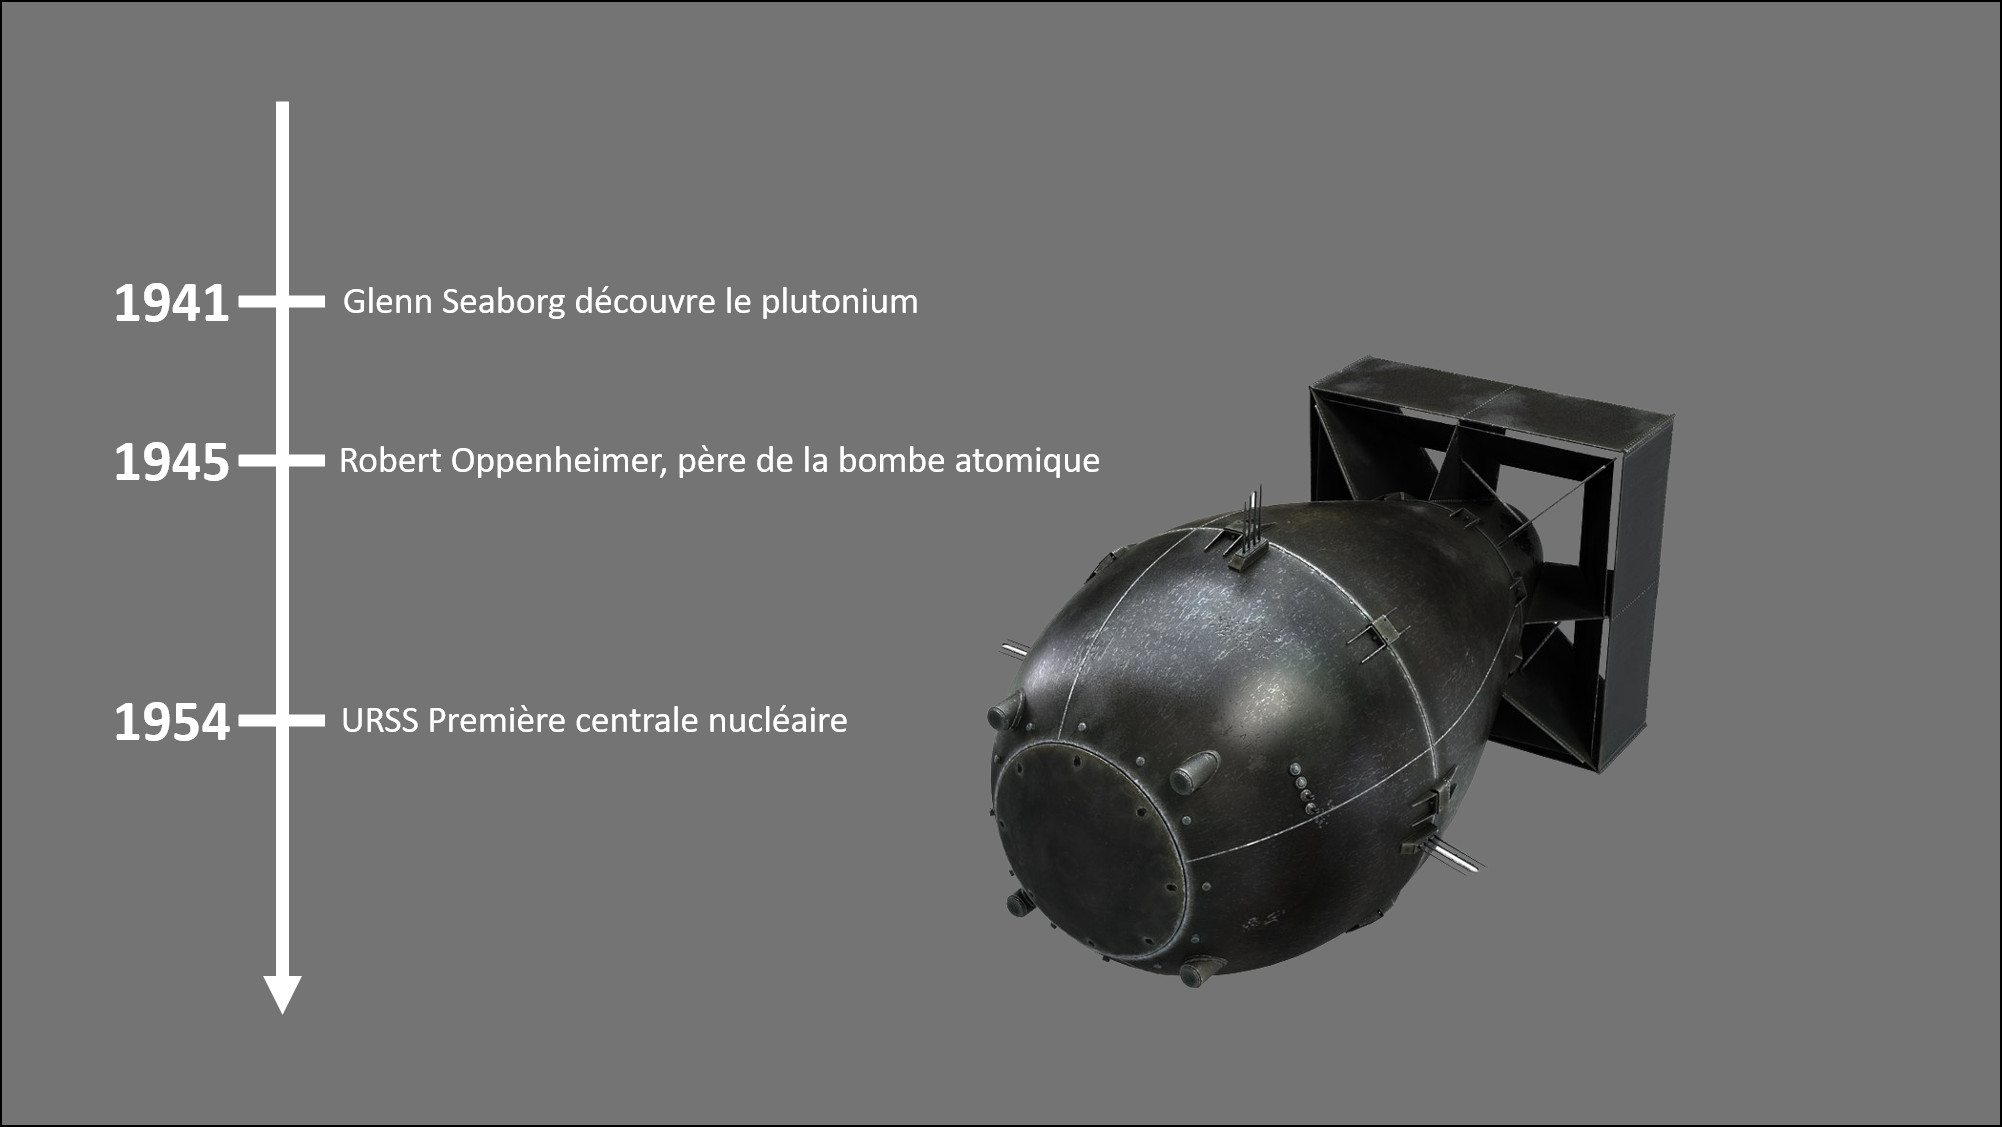 1941 Glenn Seaborg découvre le plutonium
1945 Robert Oppenheimer, père de la bombe atomique
1954 URSS Première centrale nucléaire